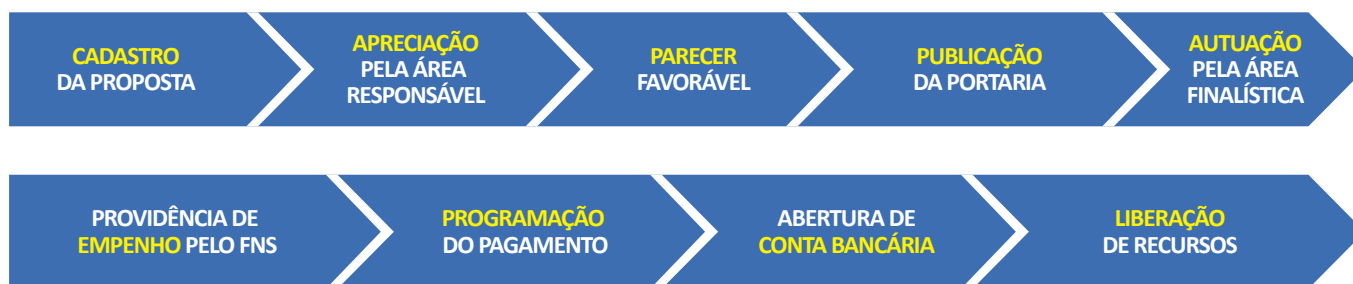 CADASTRO
DA PROPOSTA
APRECIAÇÃO
PELA ÁREA
RESPONSÁVEL
PARECER
FAVORÁVEL
PUBLICAÇÃO
DA PORTARIA
AUTUAÇÃO
PELA ÁREA
FINALÍSTICA
PROVIDÊNCIA DE
EMPENHO PELO FNS
PROGRAMAÇÃO
DO PAGAMENTO
ABERTURA DE
CONTA BANCÁRIA
LIBERAÇÃO
DE RECURSOS